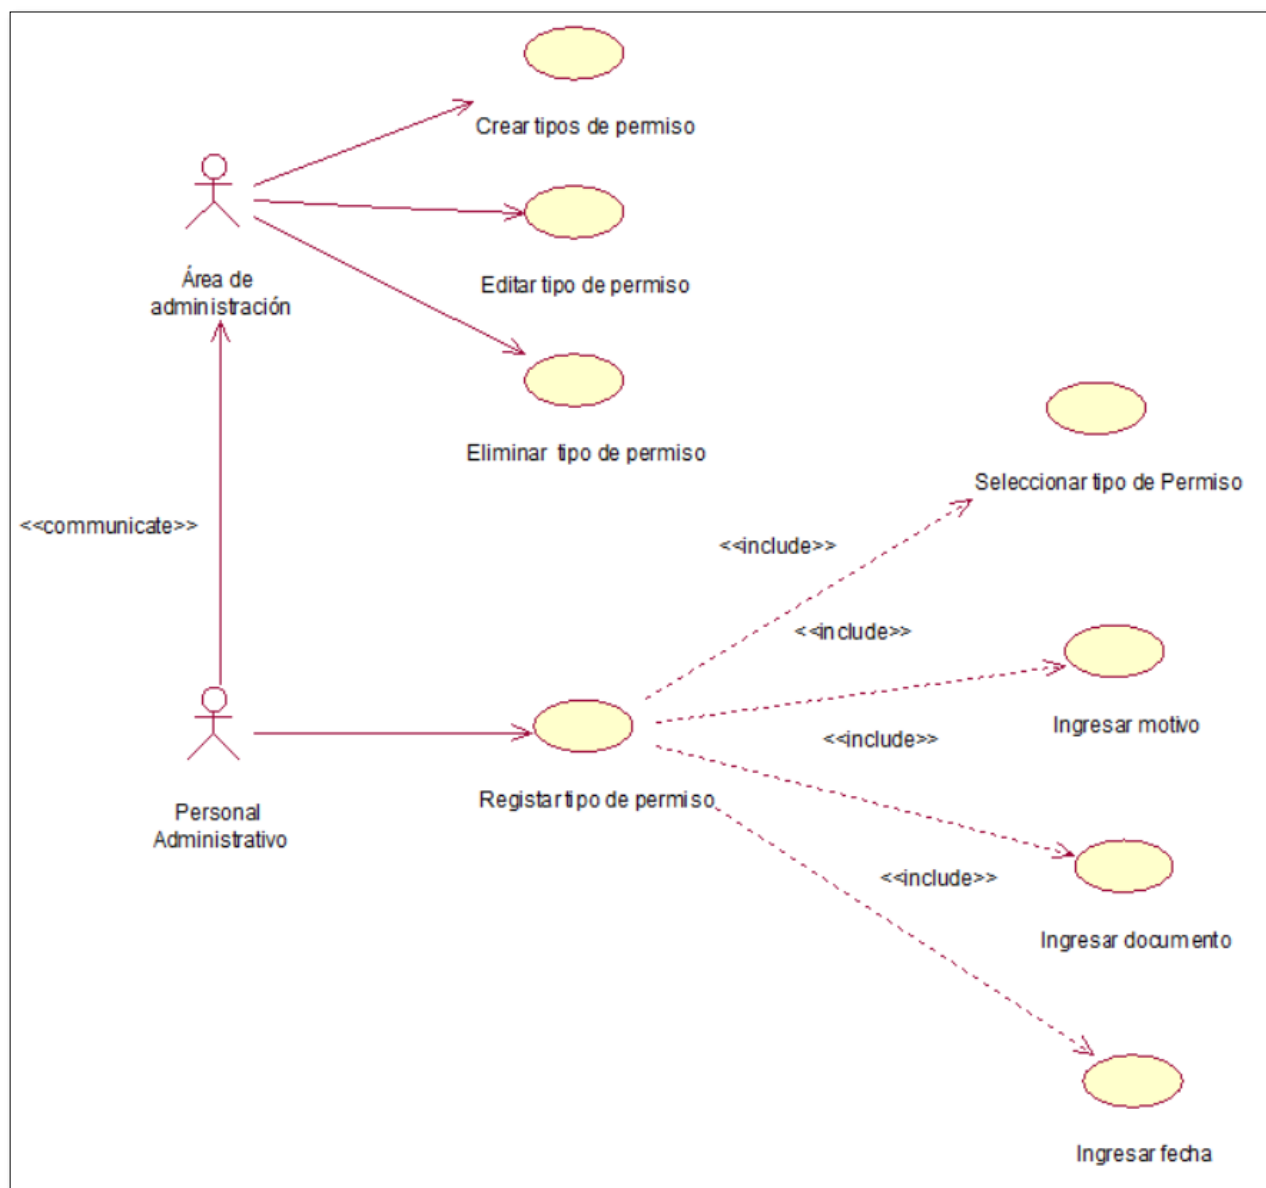 Crear tipos de permiso
Área de
administración
Editar tipo de permiso
Eliminar tipo de permiso
Seleccionar tipo de Permiso
<<communicate>>
<<include>>
<<include>>
Ingresar motivo
<<include>>
Personal
Administrativo
Registar tipo de permiso
<<include>>
Ingresar documento
Ingresar fecha